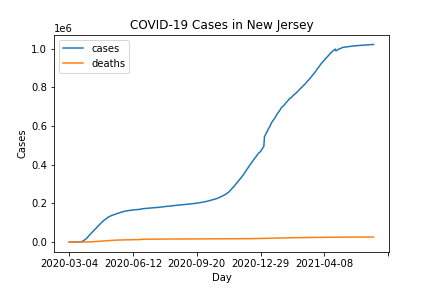 COVID-19 Cases in New Jersey
1e6
cases
deaths
1.0
0.8
0.6
0.4
0.2
0.0
Cases
2020-03-04 2020-06-12 2020-09-20 2020-12-29 2021-04-08
Day